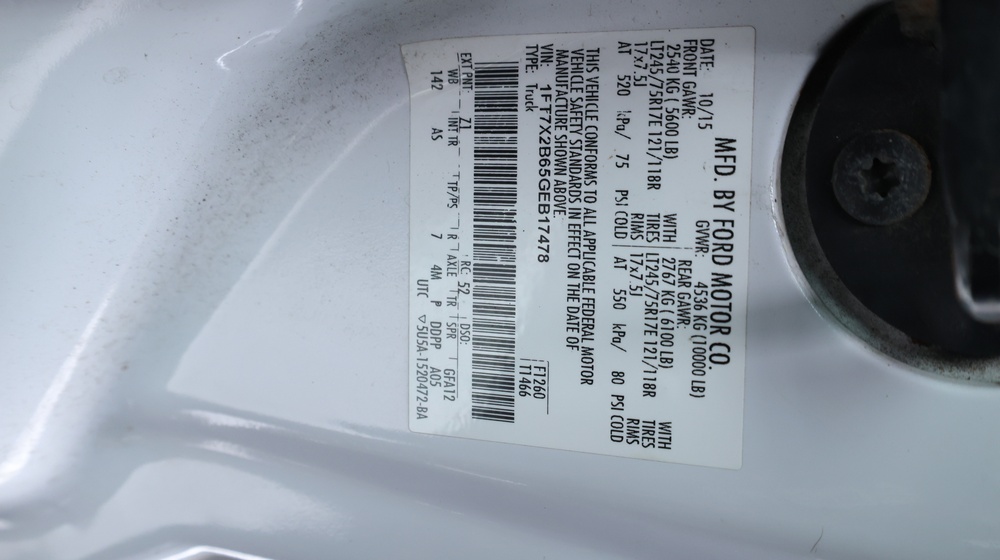 MFD. BY FORD MOTOR CO.
DATE: 10/15
GVWR: 4536 KG (10000 LB)
FRONT GAWR:
REAR GAWR:
2540 KG ( 5600 LB)
WITH
2767 KG ( 6100 LB)
WITH
LT245/75R17E 121/118R
TIRES
LT245/75R17E 121/118R
TIRES
17x7.5J
RIMS
17x7.5J
RIMS
AT 520 kPa/ 75 PSI COLD
AT 550 kPa/ 80 PSI COLD
THIS VEHICLE CONFORMS TO ALL APPLICABLE FEDERAL MOTOR
VEHICLE SAFETY STANDARDS IN EFFECT ON THE DATE OF
MANUFACTURE SHOWN ABOVE.
VIN: 1FT7X2B65GEB17478
TYPE: Truck
F1260
T1466
EXT PNT: Z1
RC: 52
DSO:
WB
INT TR
TP/PS
R
AXLE
TR
SPR
GFA12
142
AS
7
4M
P
DDPP
A05
UTC ▽5U5A-1520472-BA